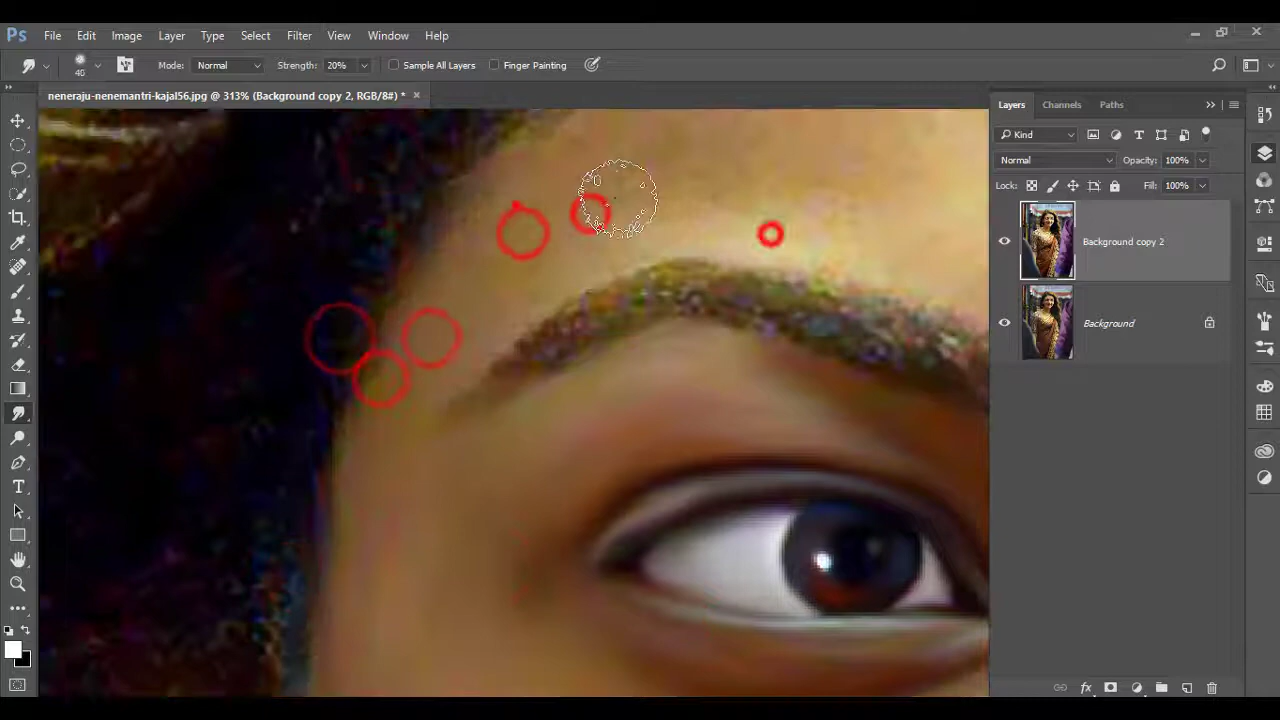 Ps File Edit Image Layer Type Select Filter View Window Help
40 Mode: Normal Strength: 20% Sample All Layers Finger Painting
neneraju-nenemantri-kajal56.jpg @ 313% (Background copy 2, RGB/8#) * ×
Layers Channels Paths
Kind
Normal Opacity: 100%
Lock: Fill: 100%
Background copy 2
Background
fx